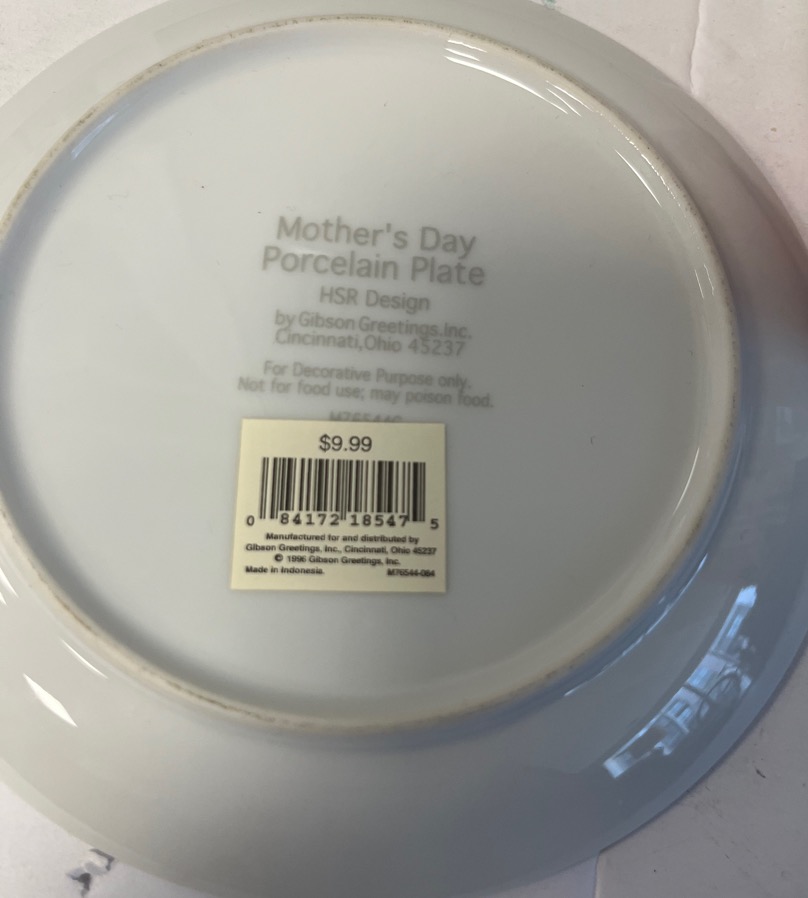 Mother's Day
Porcelain Plate
HSR Design
by Gibson Greetings,Inc.
Cincinnati,Ohio 45237
For Decorative Purpose only.
Not for food use; may poison food.
$9.99
0 84172 18547 5
Manufactured for and distributed by
Gibson Greetings, Inc., Cincinnati, Ohio 45237
© 1996 Gibson Greetings, Inc.
Made in Indonesia. M76544-064